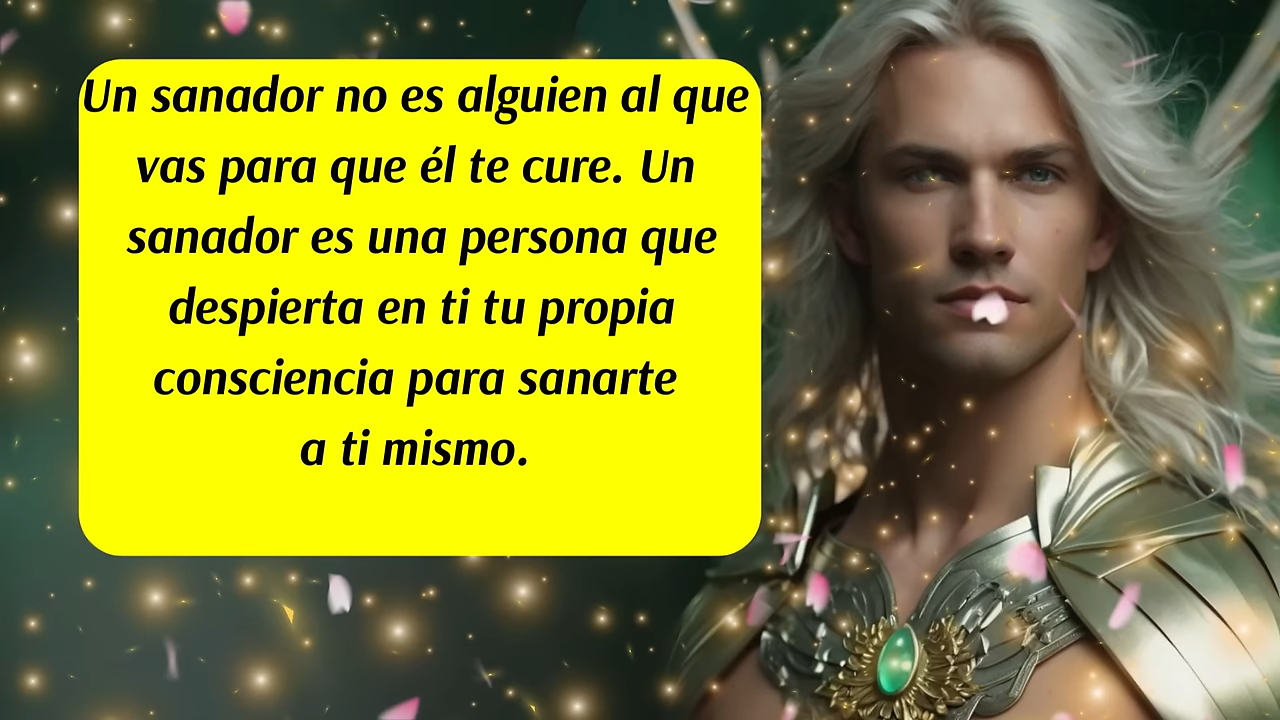 Un sanador no es alguien al que
vas para que él te cure. Un
sanador es una persona que
despierta en ti tu propia
consciencia para sanarte
a ti mismo.